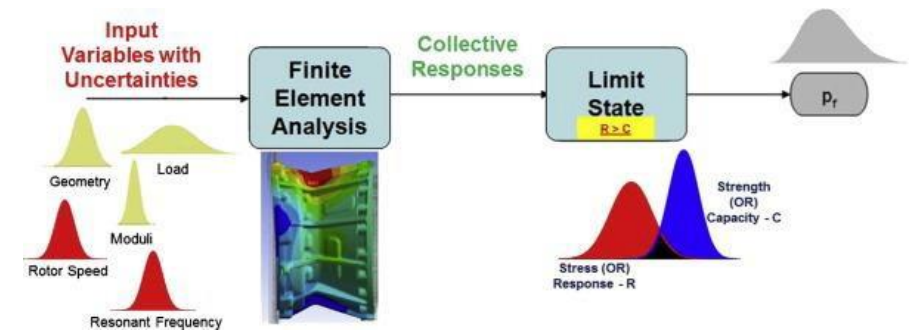 Input
Variables with
Uncertainties
Finite
Element
Analysis
Collective
Responses
Limit
State
R > C
pf
Geometry
Load
Moduli
Rotor Speed
Resonant Frequency
Strength
(OR)
Capacity - C
Stress (OR)
Response - R